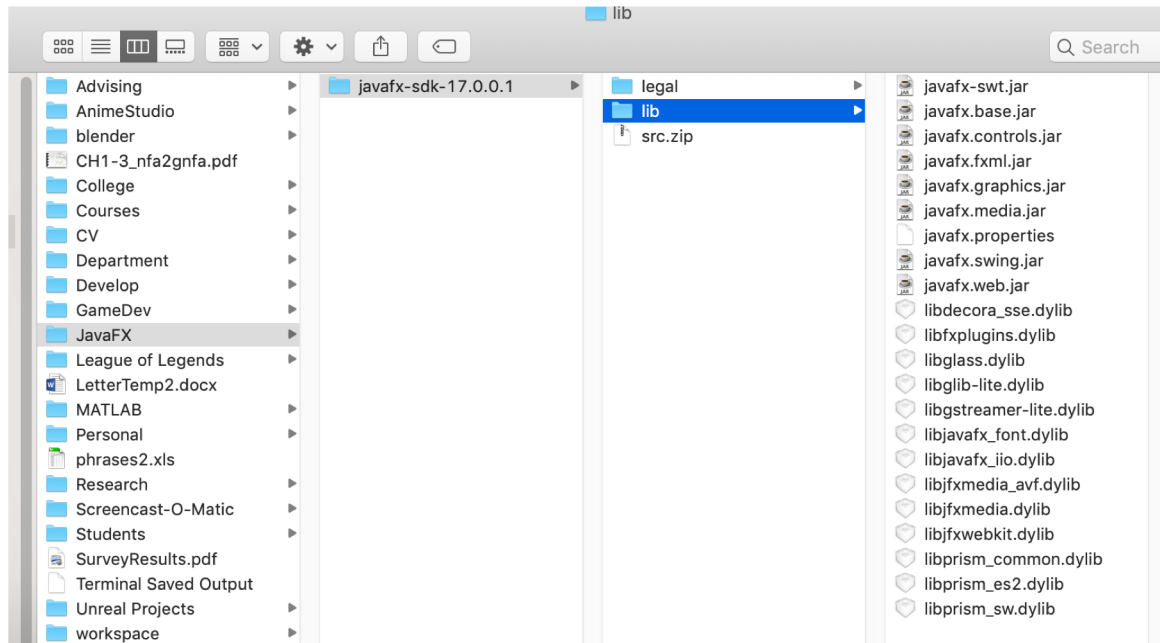 lib
Search
Advising
AnimeStudio
blender
CH1-3_nfa2gnfa.pdf
College
Courses
CV
Department
Develop
GameDev
JavaFX
League of Legends
LetterTemp2.docx
MATLAB
Personal
phrases2.xls
Research
Screencast-O-Matic
Students
SurveyResults.pdf
Terminal Saved Output
Unreal Projects
workspace
javafx-sdk-17.0.0.1
legal
lib
src.zip
javafx-swt.jar
javafx.base.jar
javafx.controls.jar
javafx.fxml.jar
javafx.graphics.jar
javafx.media.jar
javafx.properties
javafx.swing.jar
javafx.web.jar
libdecora_sse.dylib
libfxplugins.dylib
libglass.dylib
libglib-lite.dylib
libgstreamer-lite.dylib
libjavafx_font.dylib
libjavafx_iio.dylib
libjfxmedia_avf.dylib
libjfxmedia.dylib
libjfxwebkit.dylib
libprism_common.dylib
libprism_es2.dylib
libprism_sw.dylib